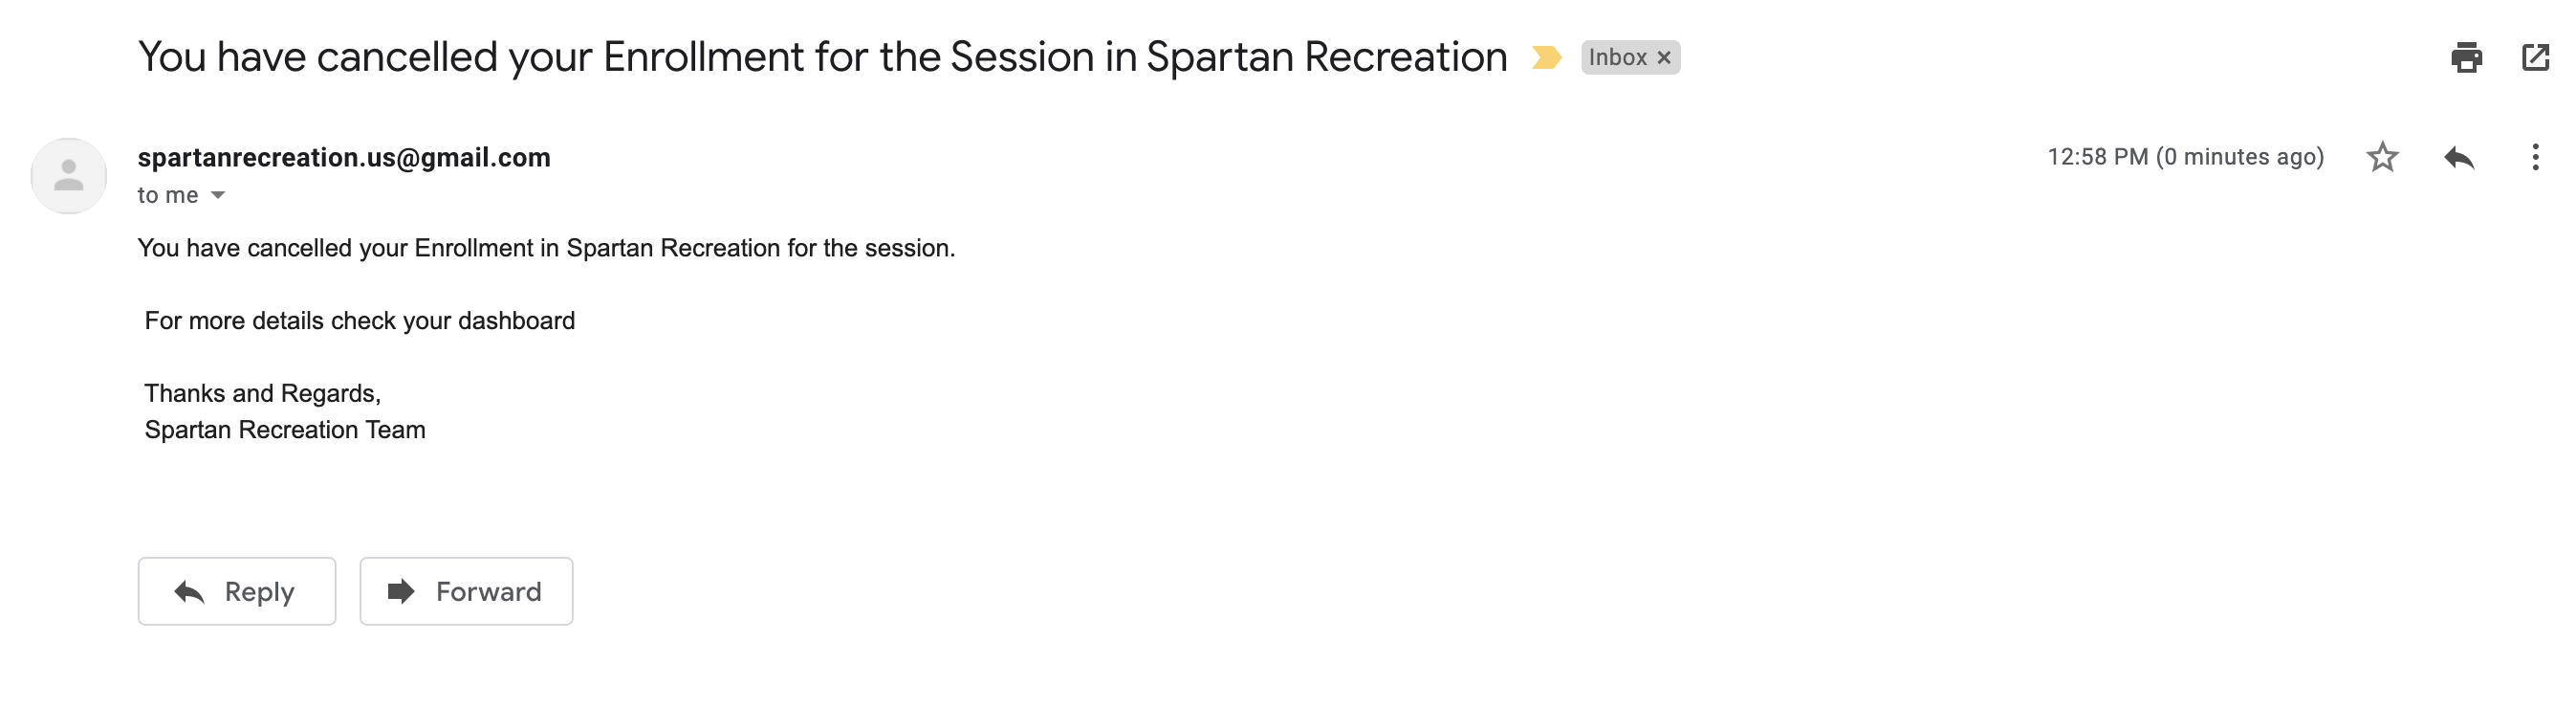 You have cancelled your Enrollment for the Session in Spartan Recreation Inbox ×
spartanrecreation.us@gmail.com 12:58 PM (0 minutes ago)
to me
You have cancelled your Enrollment in Spartan Recreation for the session.
For more details check your dashboard
Thanks and Regards,
Spartan Recreation Team
Reply Forward